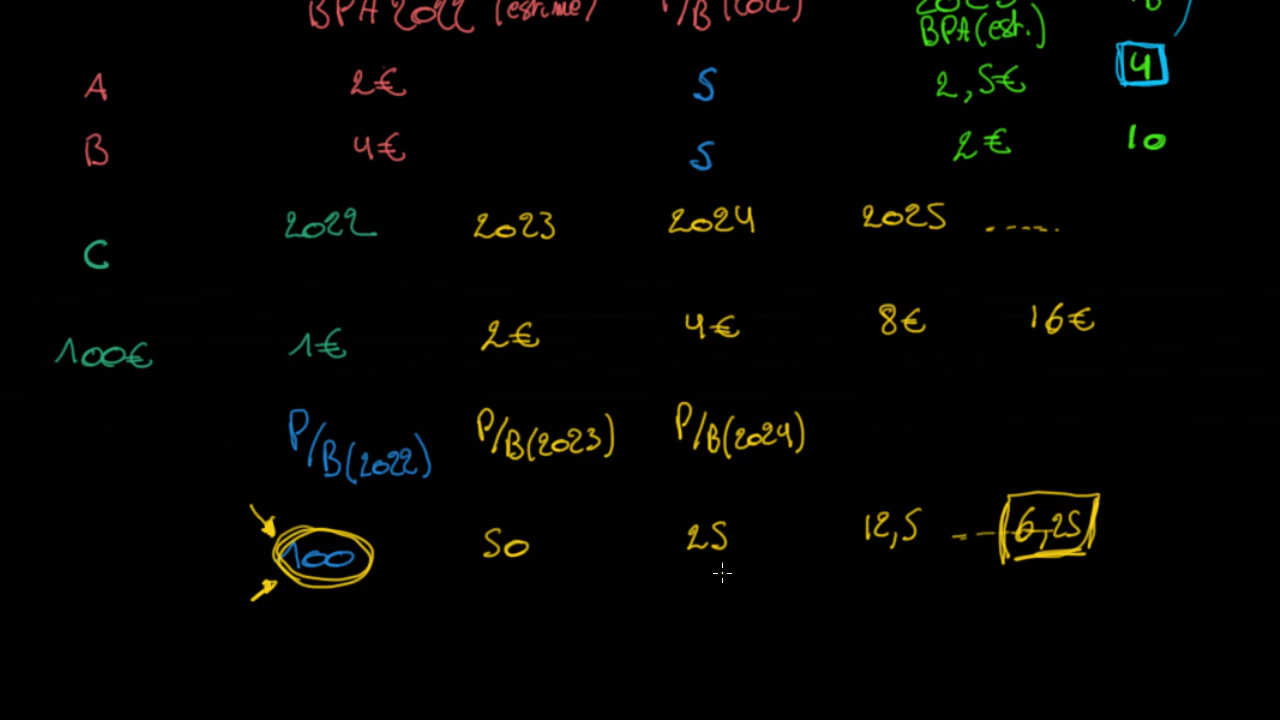 BPA 2022 (estimé)
2023
BPA (est.)
A 2€ 5 2,5€ 4
B 4€ 5 2€ 10
C 2022 2023 2024 2025 ......
100€ 1€ 2€ 4€ 8€ 16€
P/B(2022) P/B(2023) P/B(2024)
100 50 25 12,5 -- 6,25